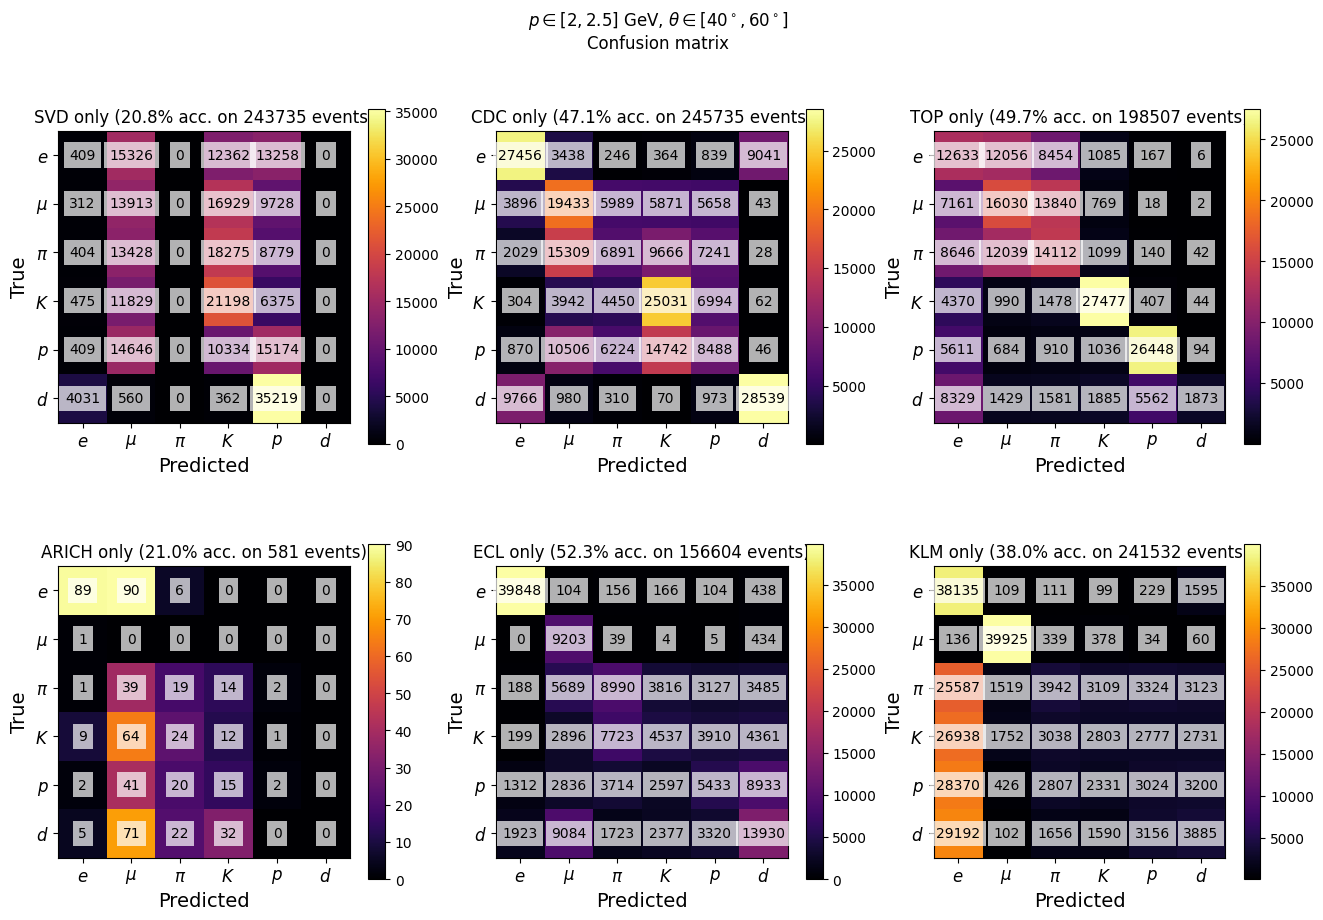 p ∈ [2, 2.5] GeV, θ ∈ [40°, 60°]
Confusion matrix
SVD only (20.8% acc. on 243735 events
35000
30000
25000
20000
15000
10000
5000
0
True
e 409 15326 0 12362 13258 0
μ 312 13913 0 16929 9728 0
π 404 13428 0 18275 8779 0
K 475 11829 0 21198 6375 0
p 409 14646 0 10334 15174 0
d 4031 560 0 362 35219 0
e μ π K p d
Predicted
CDC only (47.1% acc. on 245735 events
25000
20000
15000
10000
5000
True
e 27456 3438 246 364 839 9041
μ 3896 19433 5989 5871 5658 43
π 2029 15309 6891 9666 7241 28
K 304 3942 4450 25031 6994 62
p 870 10506 6224 14742 8488 46
d 9766 980 310 70 973 28539
e μ π K p d
Predicted
TOP only (49.7% acc. on 198507 events
25000
20000
15000
10000
5000
True
e 12633 12056 8454 1085 167 6
μ 7161 16030 13840 769 18 2
π 8646 12039 14112 1099 140 42
K 4370 990 1478 27477 407 44
p 5611 684 910 1036 26448 94
d 8329 1429 1581 1885 5562 1873
e μ π K p d
Predicted
ARICH only (21.0% acc. on 581 events)
90
80
70
60
50
40
30
20
10
0
True
e 89 90 6 0 0 0
μ 1 0 0 0 0 0
π 1 39 19 14 2 0
K 9 64 24 12 1 0
p 2 41 20 15 2 0
d 5 71 22 32 0 0
e μ π K p d
Predicted
ECL only (52.3% acc. on 156604 events)
35000
30000
25000
20000
15000
10000
5000
0
True
e 39848 104 156 166 104 438
μ 0 9203 39 4 5 434
π 188 5689 8990 3816 3127 3485
K 199 2896 7723 4537 3910 4361
p 1312 2836 3714 2597 5433 8933
d 1923 9084 1723 2377 3320 13930
e μ π K p d
Predicted
KLM only (38.0% acc. on 241532 events
35000
30000
25000
20000
15000
10000
5000
True
e 38135 109 111 99 229 1595
μ 136 39925 339 378 34 60
π 25587 1519 3942 3109 3324 3123
K 26938 1752 3038 2803 2777 2731
p 28370 426 2807 2331 3024 3200
d 29192 102 1656 1590 3156 3885
e μ π K p d
Predicted